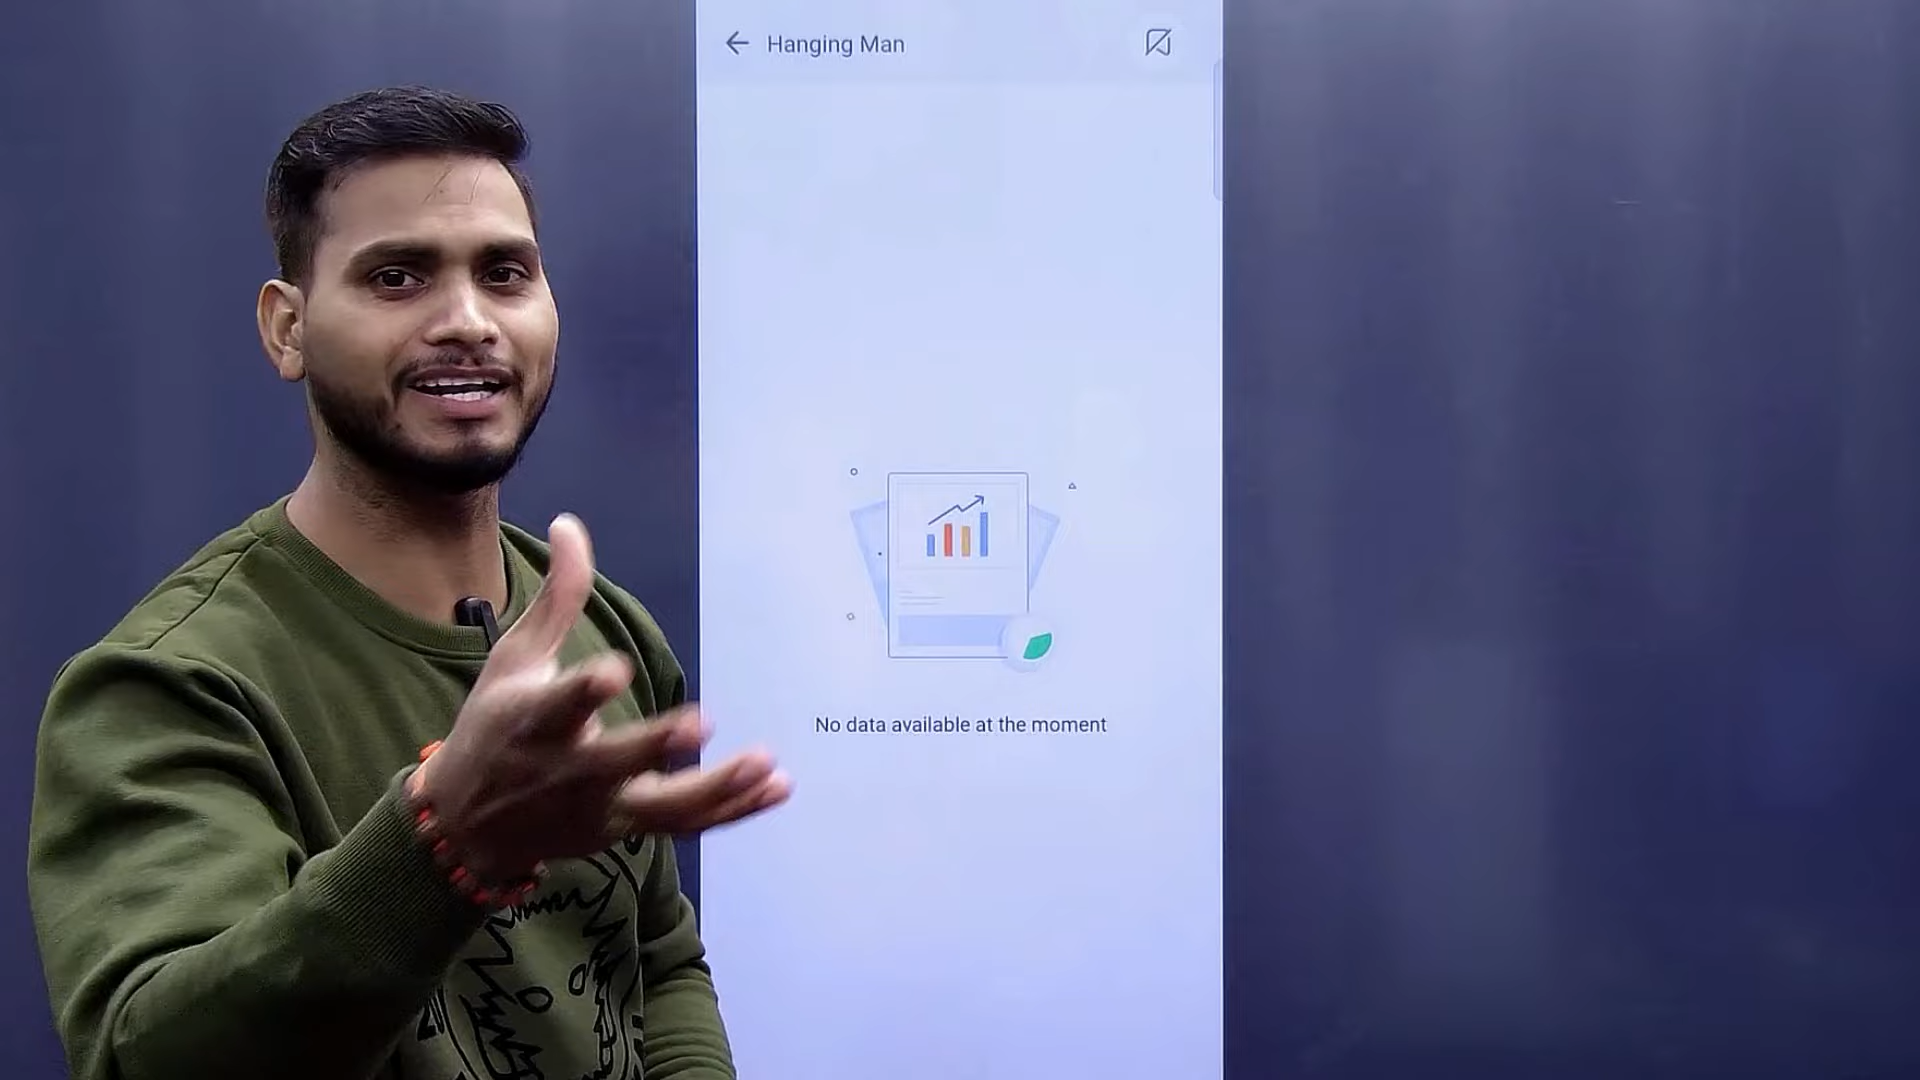 Hanging Man
No data available at the moment